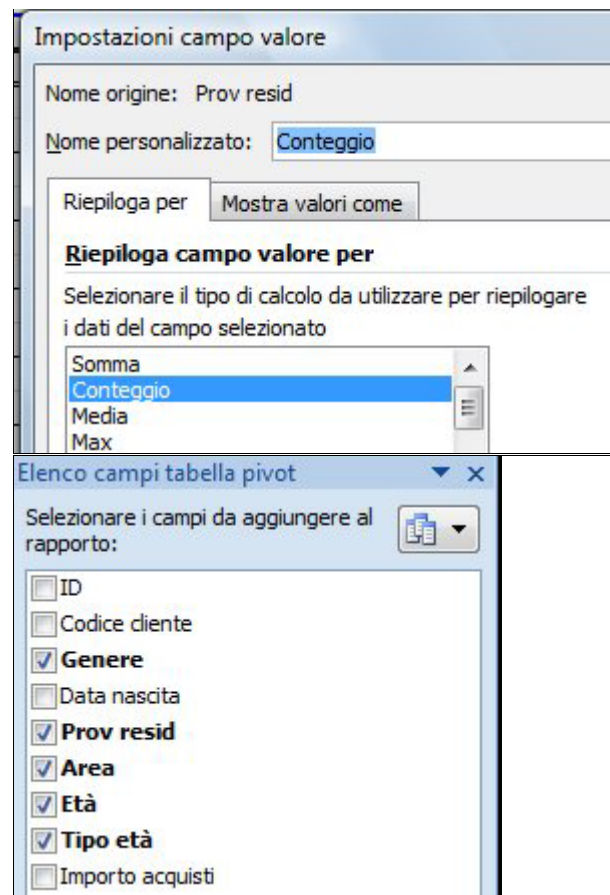 Impostazioni campo valore
Nome origine: Prov resid
Nome personalizzato: Conteggio
Riepiloga per Mostra valori come
Riepiloga campo valore per
Selezionare il tipo di calcolo da utilizzare per riepilogare
i dati del campo selezionato
Somma
Conteggio
Media
Max
Elenco campi tabella pivot
Selezionare i campi da aggiungere al
rapporto:
ID
Codice cliente
Genere
Data nascita
Prov resid
Area
Età
Tipo età
Importo acquisti